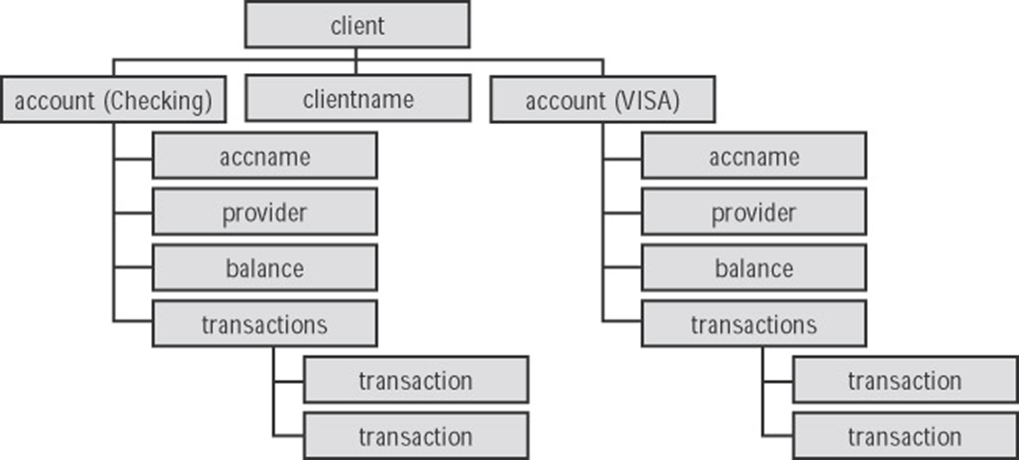 client
account (Checking)
clientname
account (VISA)
accname
accname
provider
provider
balance
balance
transactions
transactions
transaction
transaction
transaction
transaction